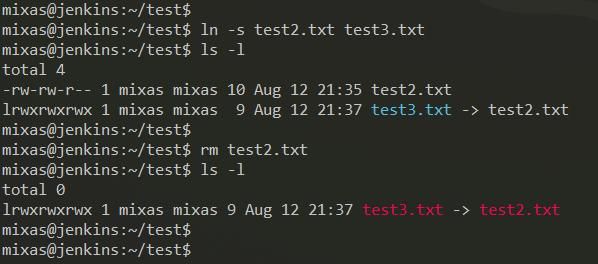 mixas@jenkins:~/test$
mixas@jenkins:~/test$ ln -s test2.txt test3.txt
mixas@jenkins:~/test$ ls -l
total 4
-rw-rw-r-- 1 mixas mixas 10 Aug 12 21:35 test2.txt
lrwxrwxrwx 1 mixas mixas  9 Aug 12 21:37 test3.txt -> test2.txt
mixas@jenkins:~/test$
mixas@jenkins:~/test$ rm test2.txt
mixas@jenkins:~/test$ ls -l
total 0
lrwxrwxrwx 1 mixas mixas 9 Aug 12 21:37 test3.txt -> test2.txt
mixas@jenkins:~/test$
mixas@jenkins:~/test$